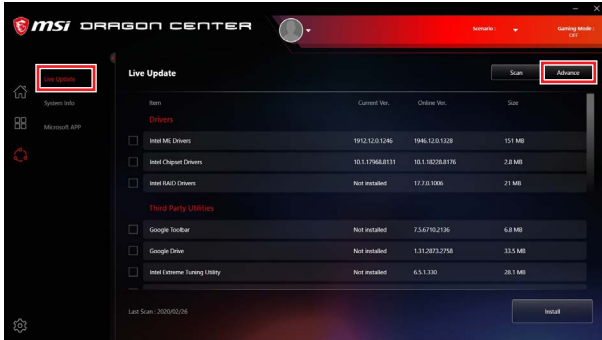 msi DRAGON CENTER
Scenario :
Gaming Mode :
OFF
Live Update
System Info
Microsoft APP
Live Update
Scan
Advance
Item Current Ver. Online Ver. Size
Drivers
Intel ME Drivers 1912.12.0.1246 1946.12.0.1328 151 MB
Intel Chipset Drivers 10.1.17968.8131 10.1.18228.8176 2.8 MB
Intel RAID Drivers Not installed 17.7.0.1006 21 MB
Third Party Utilities
Google Toolbar Not installed 7.5.6710.2136 6.8 MB
Google Drive Not installed 1.31.2873.2758 33.5 MB
Intel Extreme Tuning Utility Not installed 6.5.1.330 28.1 MB
Last Scan : 2020/02/26
Install